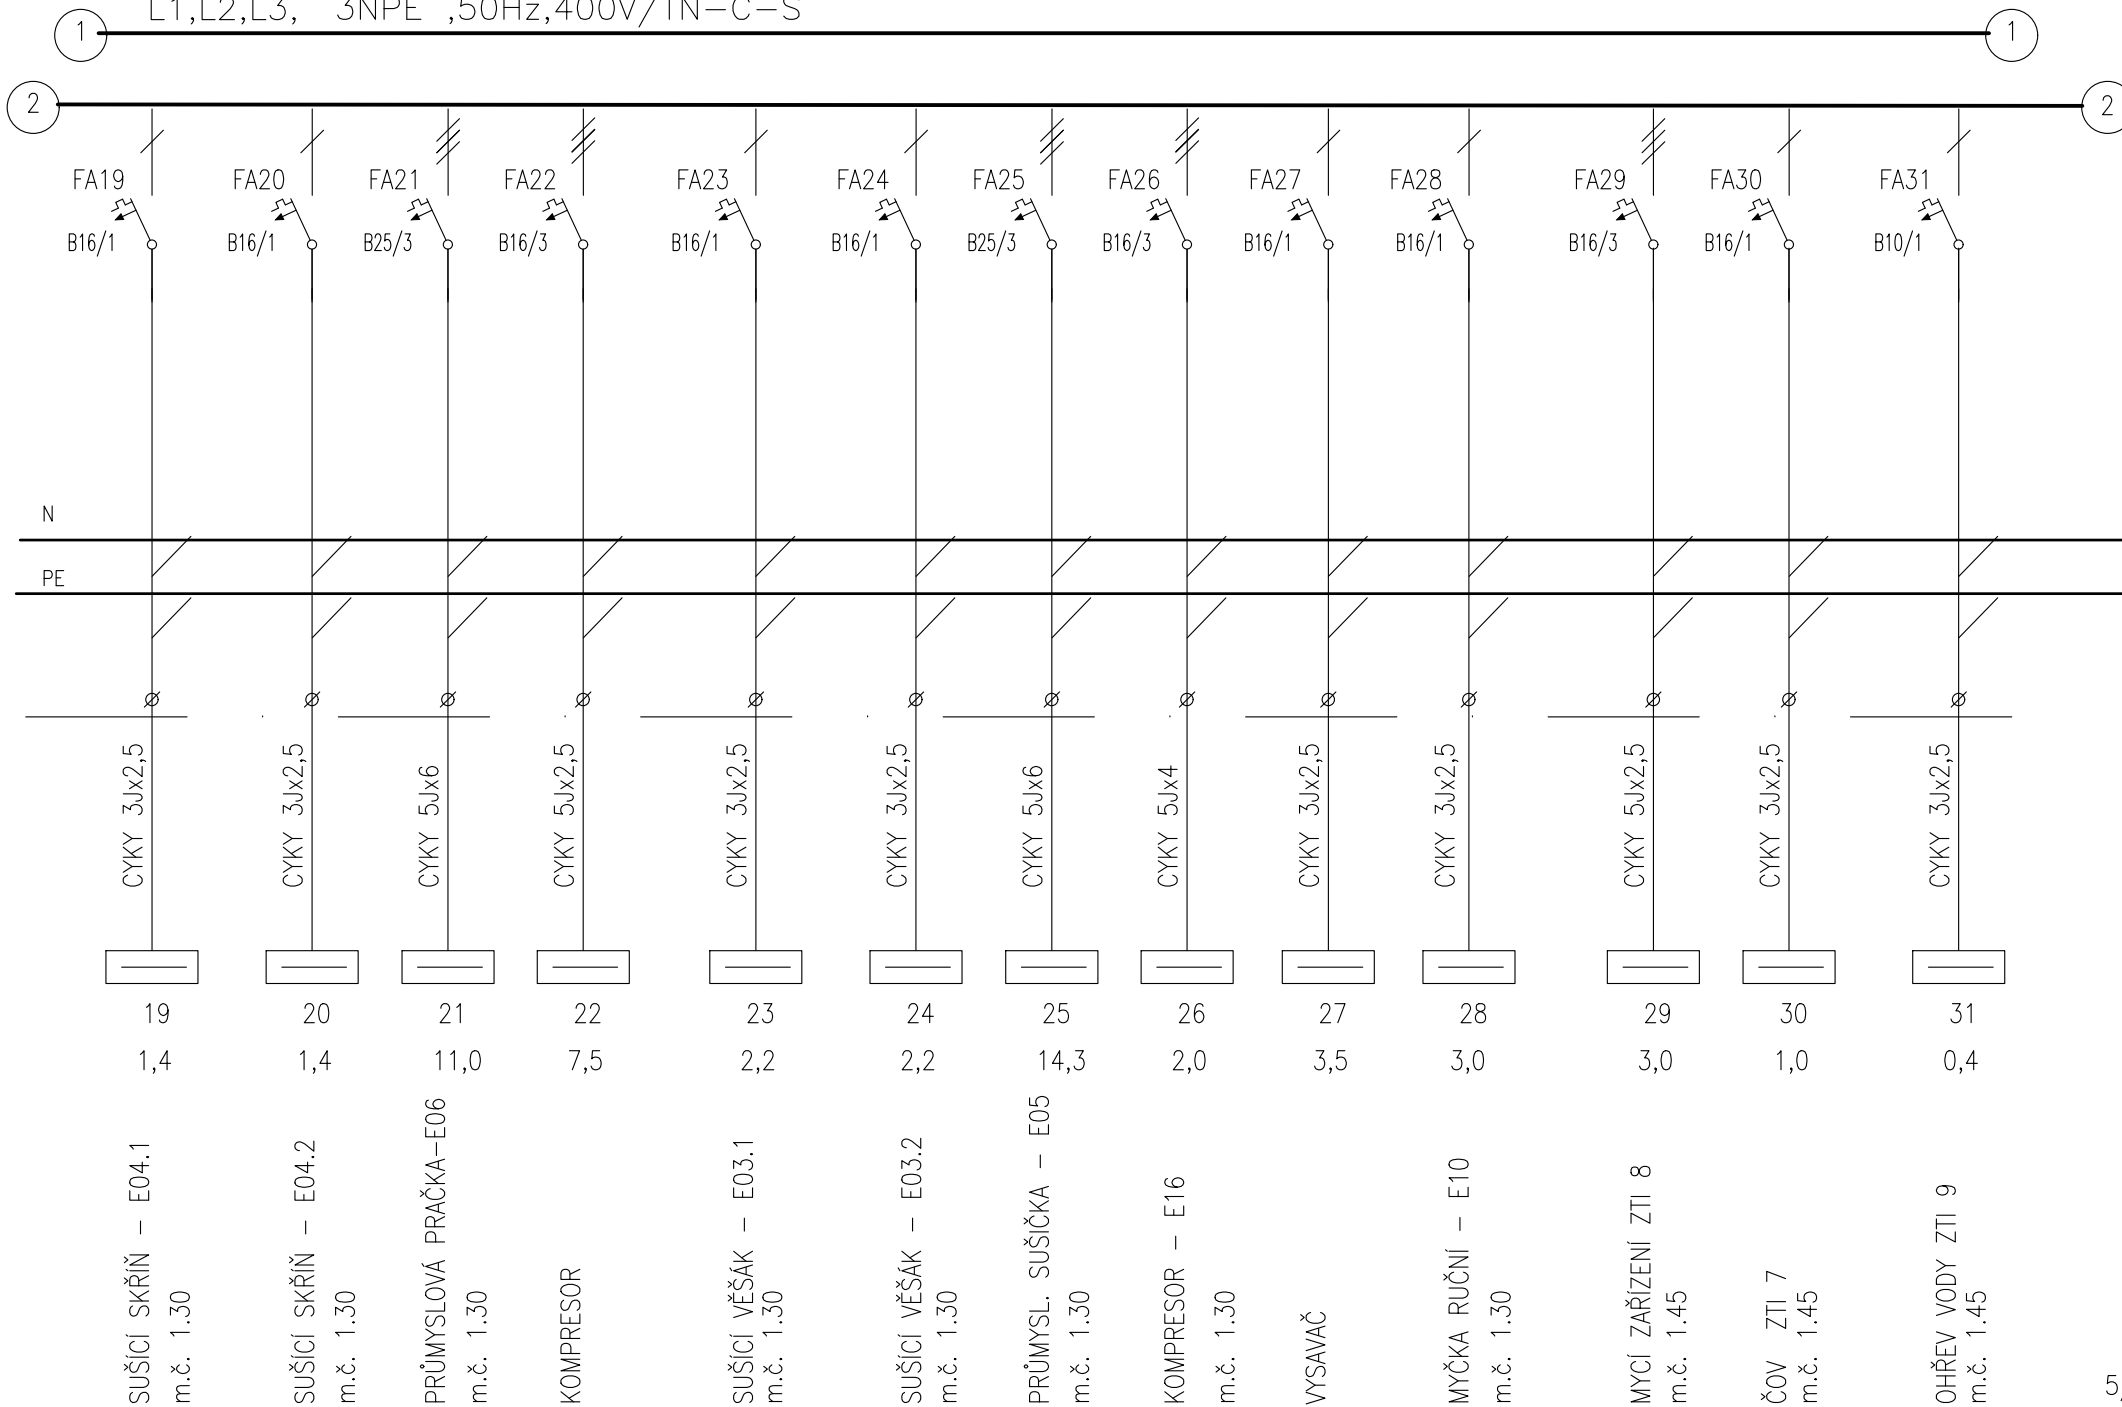 L1,L2,L3, 3NPE ,50Hz,400V/TN-C-S
1
1
2
2
FA19 FA20 FA21 FA22 FA23 FA24 FA25 FA26 FA27 FA28 FA29 FA30 FA31
B16/1 B16/1 B25/3 B16/3 B16/1 B16/1 B25/3 B16/3 B16/1 B16/1 B16/3 B16/1 B10/1
N
PE
CYKY 3Jx2,5
CYKY 3Jx2,5
CYKY 5Jx6
CYKY 5Jx2,5
CYKY 3Jx2,5
CYKY 3Jx2,5
CYKY 5Jx6
CYKY 5Jx4
CYKY 3Jx2,5
CYKY 3Jx2,5
CYKY 5Jx2,5
CYKY 3Jx2,5
CYKY 3Jx2,5
19 20 21 22 23 24 25 26 27 28 29 30 31
1,4 1,4 11,0 7,5 2,2 2,2 14,3 2,0 3,5 3,0 3,0 1,0 0,4
SUŠÍCÍ SKŘÍŇ - E04.1
m.č. 1.30
SUŠÍCÍ SKŘÍŇ - E04.2
m.č. 1.30
PRŮMYSLOVÁ PRAČKA-E06
m.č. 1.30
KOMPRESOR
SUŠÍCÍ VĚŠÁK - E03.1
m.č. 1.30
SUŠÍCÍ VĚŠÁK - E03.2
m.č. 1.30
PRŮMYSL. SUŠIČKA - E05
m.č. 1.30
KOMPRESOR - E16
m.č. 1.30
VYSAVAČ
MYČKA RUČNÍ - E10
m.č. 1.30
MYCÍ ZAŘÍZENÍ ZTI 8
m.č. 1.45
ČOV ZTI 7
m.č. 1.45
OHŘEV VODY ZTI 9
m.č. 1.45